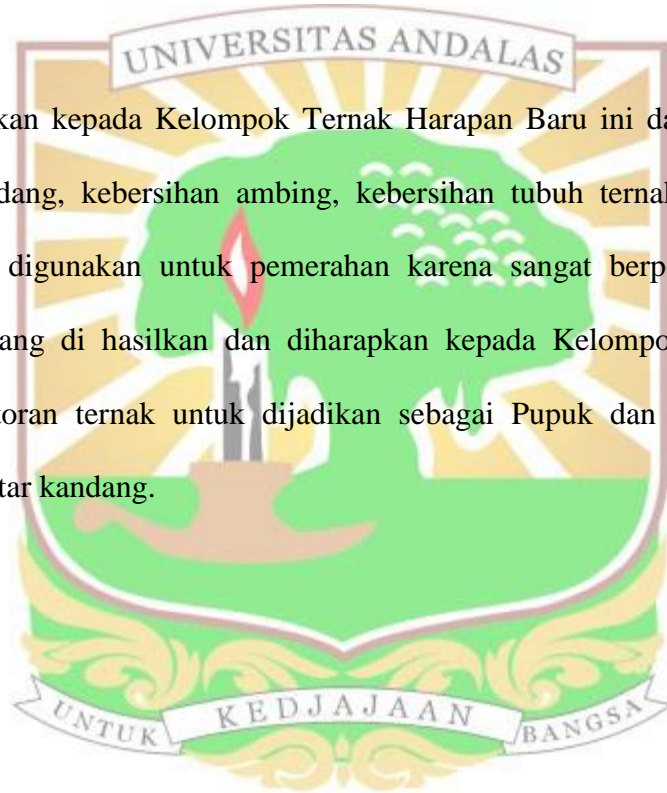 UNIVERSITAS ANDALAS
kan kepada Kelompok Ternak Harapan Baru ini da
dang, kebersihan ambing, kebersihan tubuh ternal
digunakan untuk pemerahan karena sangat berp
ang di hasilkan dan diharapkan kepada Kelompo
toran ternak untuk dijadikan sebagai Pupuk dan
tar kandang.
UNTUK KEDJAJAAN BANGSA